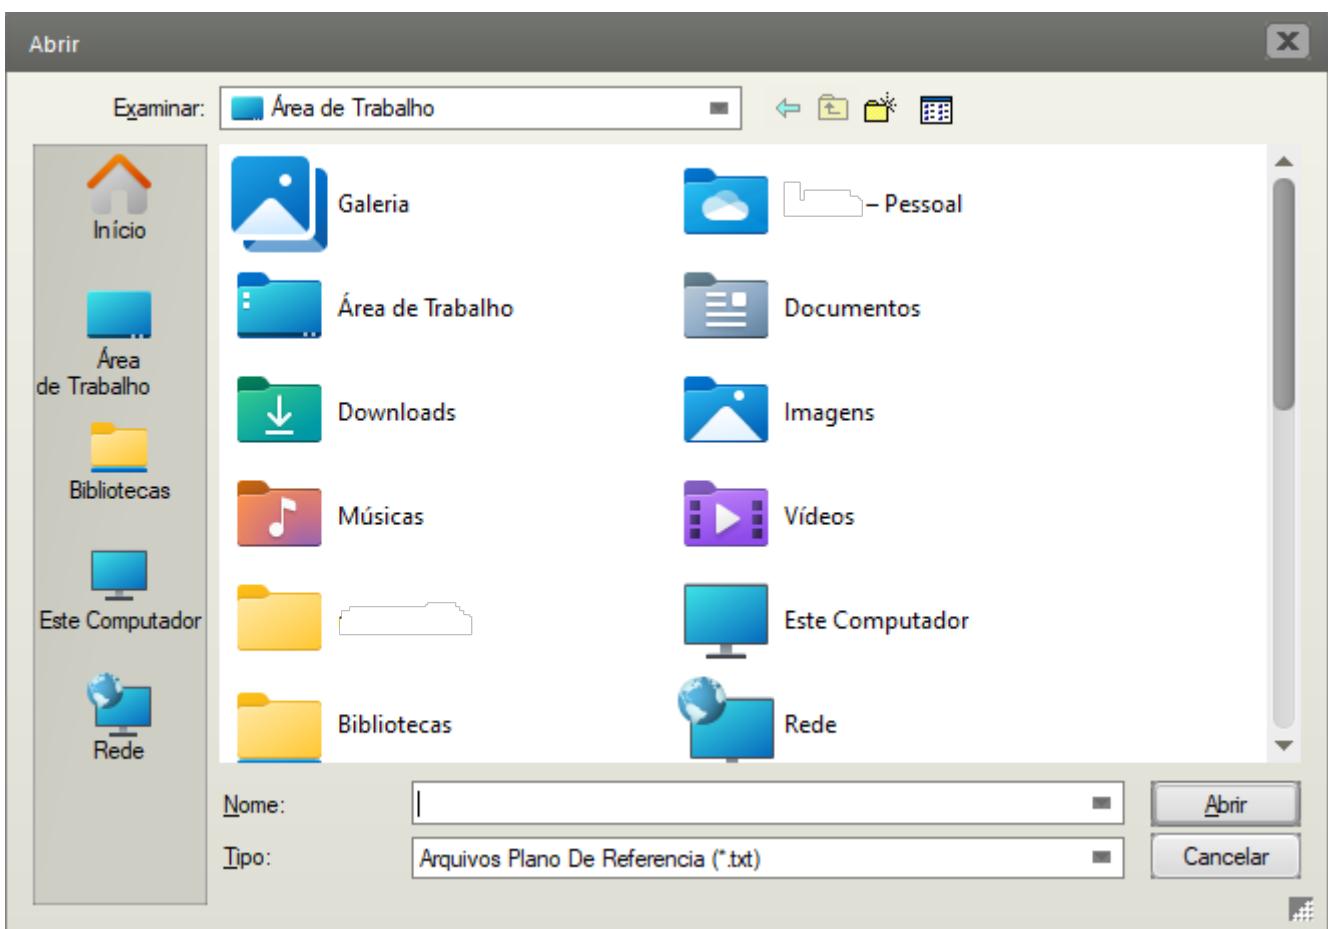 Abrir
Examinar:
Área de Trabalho
Início
Área
de Trabalho
Bibliotecas
Este Computador
Rede
Galeria
– Pessoal
Área de Trabalho
Documentos
Downloads
Imagens
Músicas
Vídeos
Este Computador
Bibliotecas
Rede
Nome:
Abrir
Tipo:
Arquivos Plano De Referencia (*.txt)
Cancelar